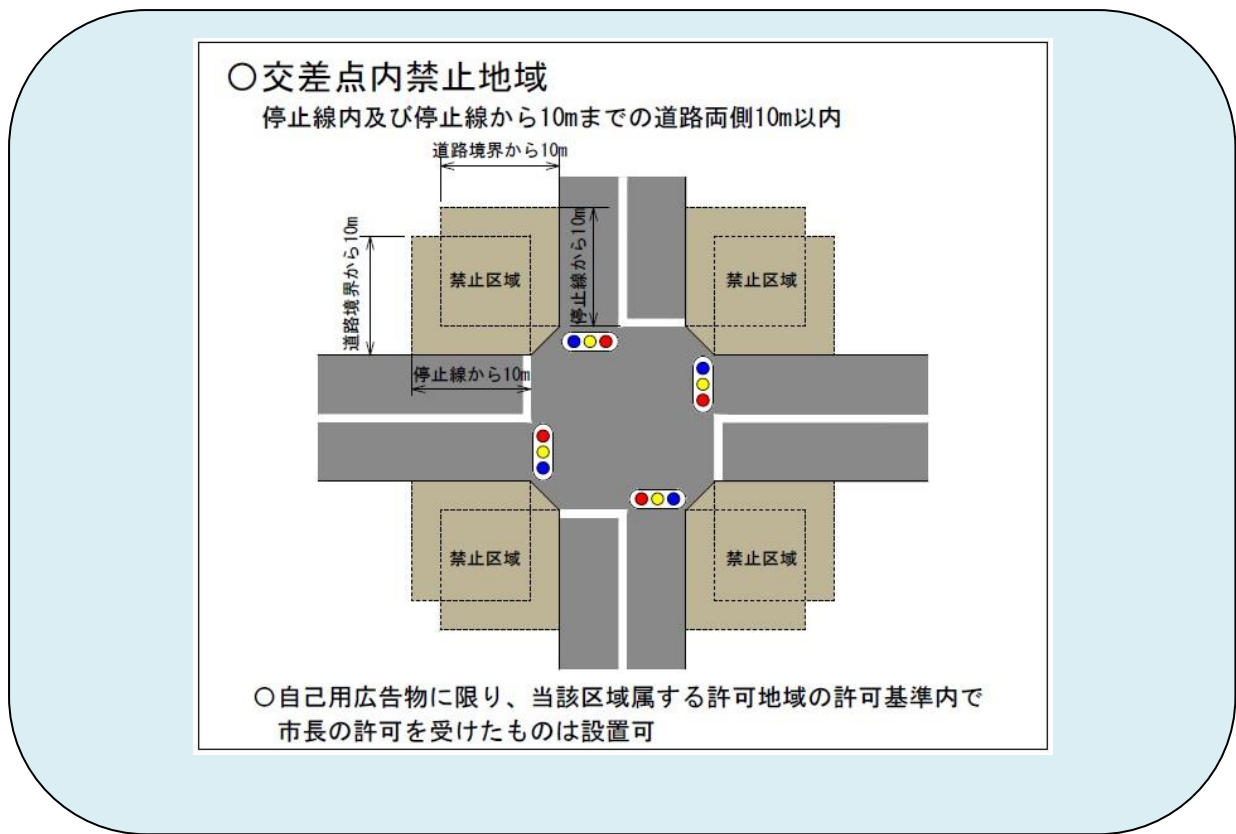 ○交差点内禁止地域
停止線内及び停止線から10mまでの道路両側10m以内
道路境界から10m
道路境界から10m
停止線から10m
禁止区域
禁止区域
停止線から10m
禁止区域
禁止区域
○自己用広告物に限り、当該区域属する許可地域の許可基準内で
市長の許可を受けたものは設置可